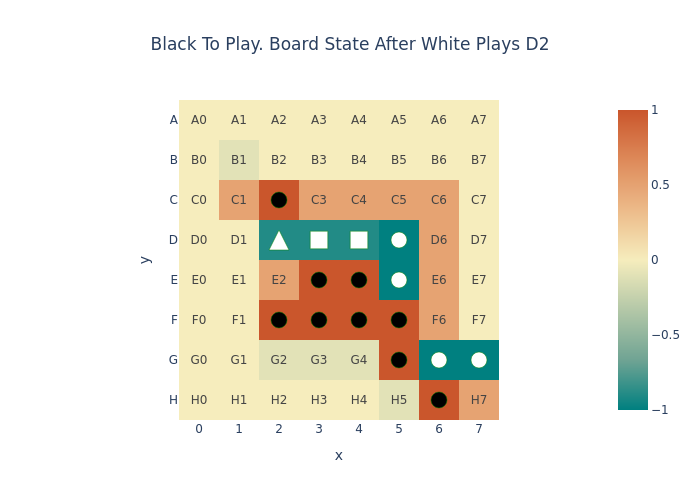 Black To Play. Board State After White Plays D2
A A0 A1 A2 A3 A4 A5 A6 A7
B B0 B1 B2 B3 B4 B5 B6 B7
C C0 C1 C3 C4 C5 C6 C7
D D0 D1 D6 D7
E E0 E1 E2 E6 E7
F F0 F1 F6 F7
G G0 G1 G2 G3 G4
H H0 H1 H2 H3 H4 H5 H7
0 1 2 3 4 5 6 7
x
y
1
0.5
0
−0.5
−1